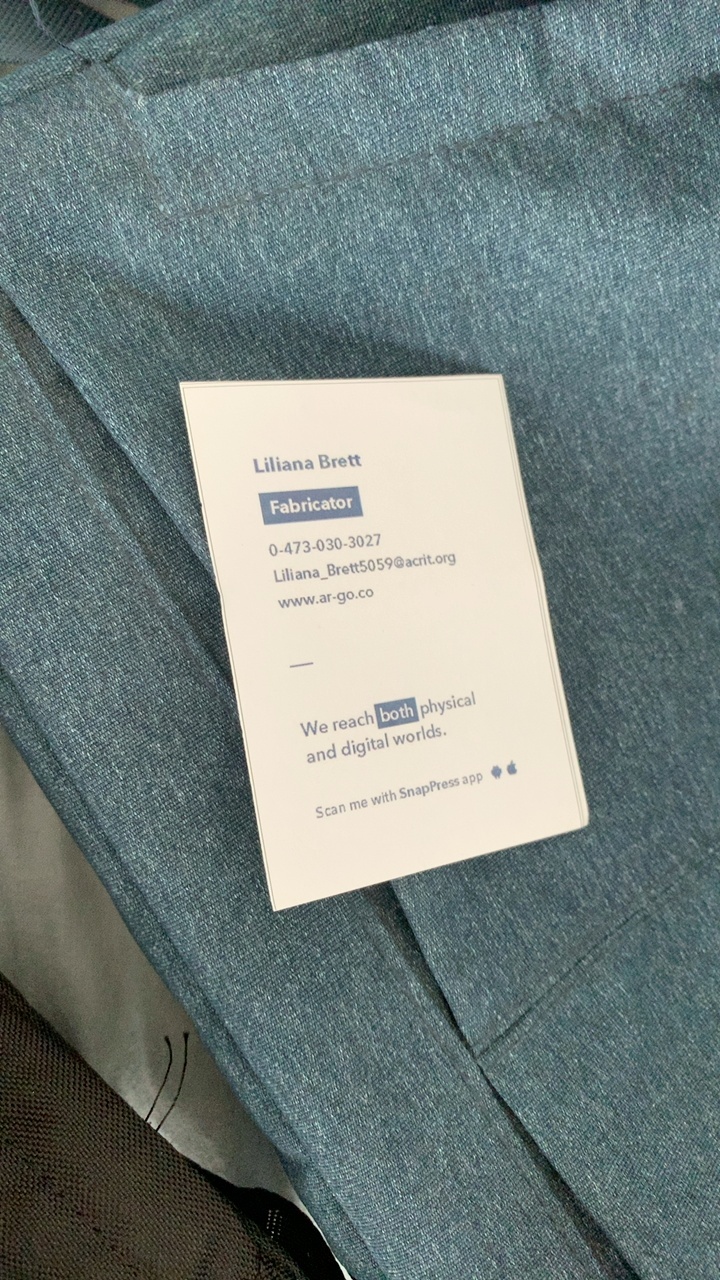 Liliana Brett
Fabricator
0-473-030-3027
Liliana_Brett5059@acrit.org
www.ar-go.co
We reach both physical
and digital worlds.
Scan me with SnapPress app